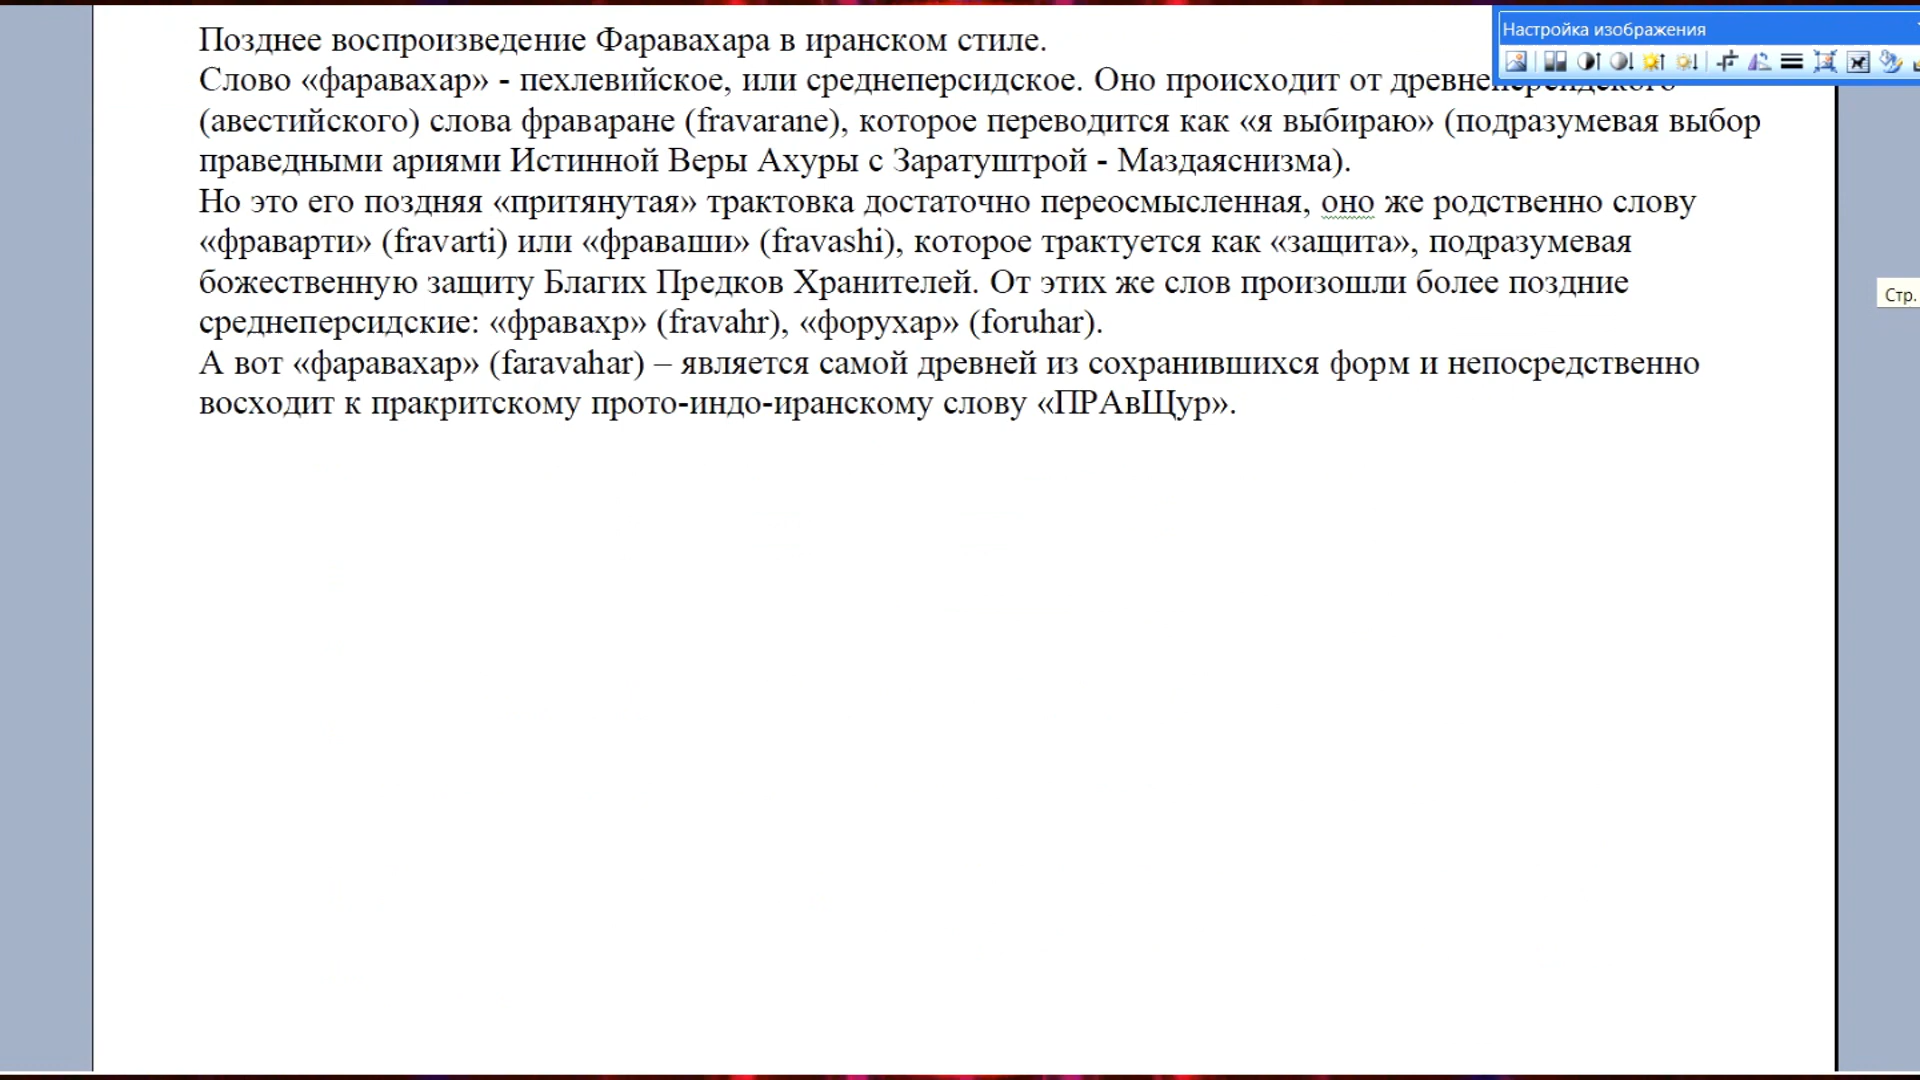 Позднее воспроизведение Фаравахара в иранском стиле.
Настройка изображения
Слово «фаравахар» - пехлевийское, или среднеперсидское. Оно происходит от древнеперсидского
(авестийского) слова фраваране (fravarane), которое переводится как «я выбираю» (подразумевая выбор
праведными ариями Истинной Веры Ахуры с Заратуштрой - Маздаяснизма).
Но это его поздняя «притянутая» трактовка достаточно переосмысленная, оно же родственно слову
«фраварти» (fravarti) или «фраваши» (fravashi), которое трактуется как «защита», подразумевая
божественную защиту Благих Предков Хранителей. От этих же слов произошли более поздние
Стр.
среднеперсидские: «фравахр» (fravahr), «форухар» (foruhar).
А вот «фаравахар» (faravahar) – является самой древней из сохранившихся форм и непосредственно
восходит к пракритскому прото-индо-иранскому слову «ПРАвЩур».